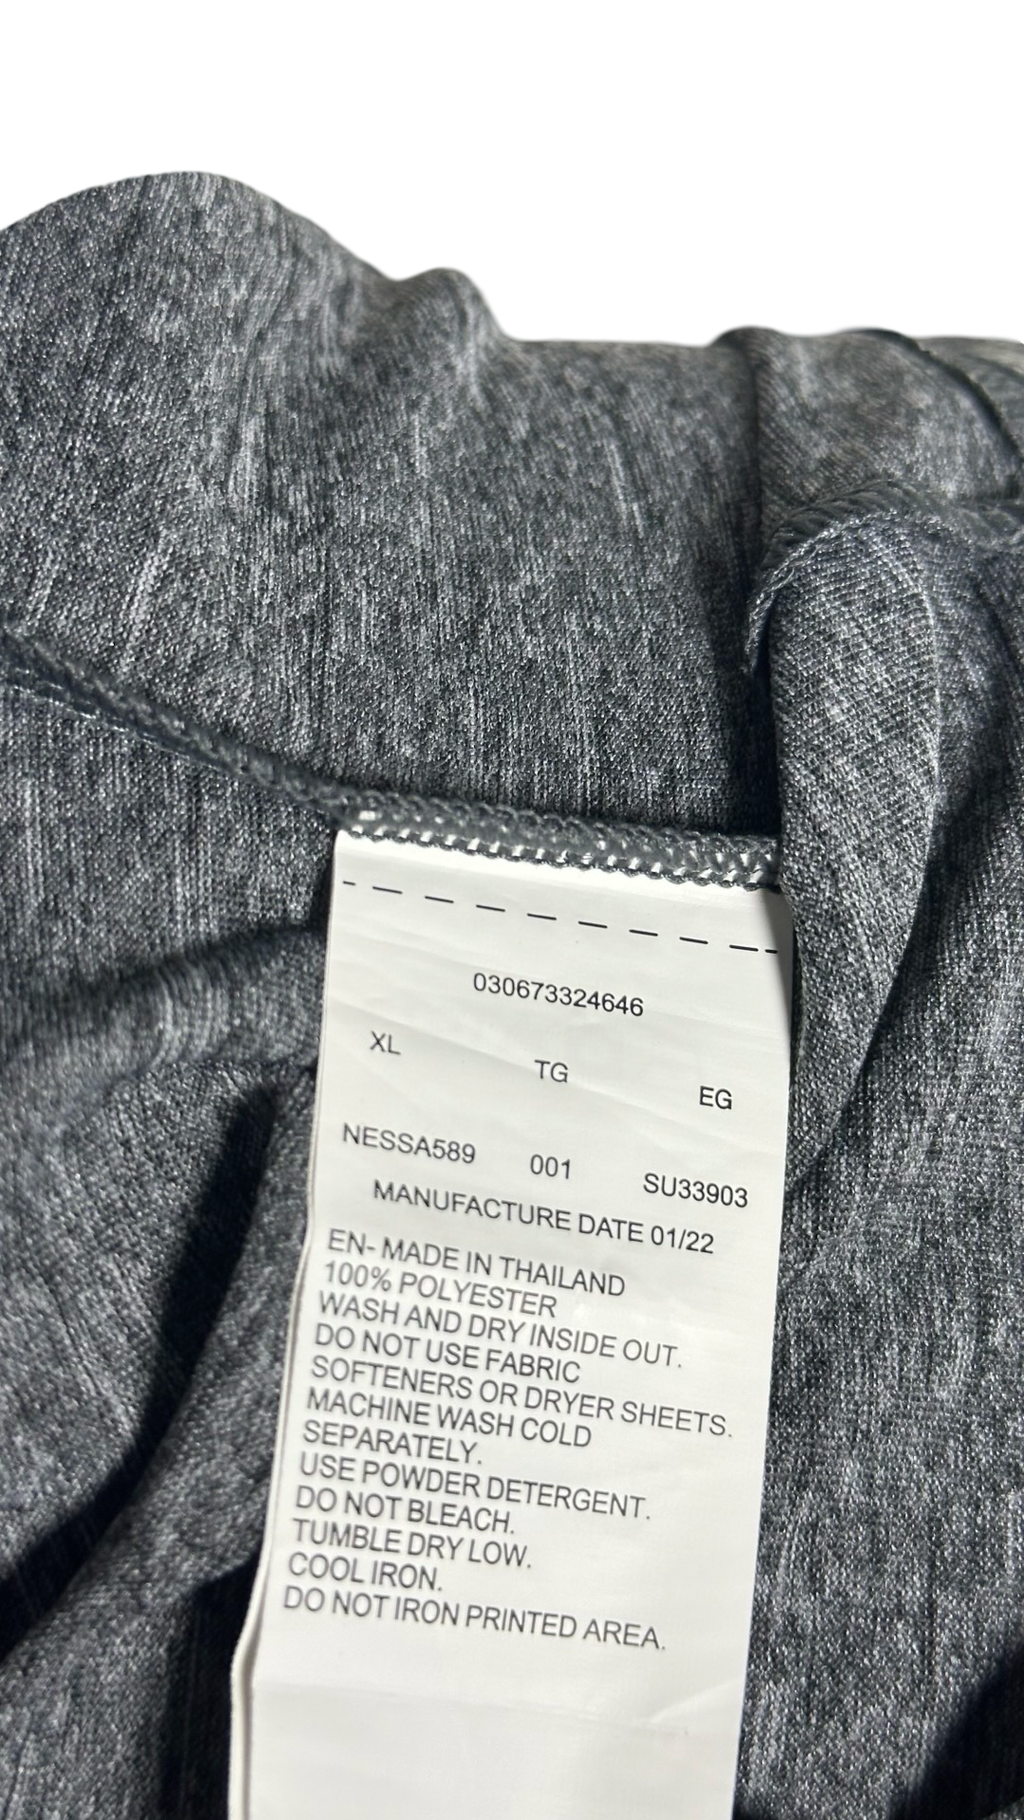 030673324646
XL TG EG
NESSA589 001 SU33903
MANUFACTURE DATE 01/22
EN- MADE IN THAILAND
100% POLYESTER
WASH AND DRY INSIDE OUT.
DO NOT USE FABRIC
SOFTENERS OR DRYER SHEETS.
MACHINE WASH COLD
SEPARATELY.
USE POWDER DETERGENT.
DO NOT BLEACH.
TUMBLE DRY LOW.
COOL IRON.
DO NOT IRON PRINTED AREA.